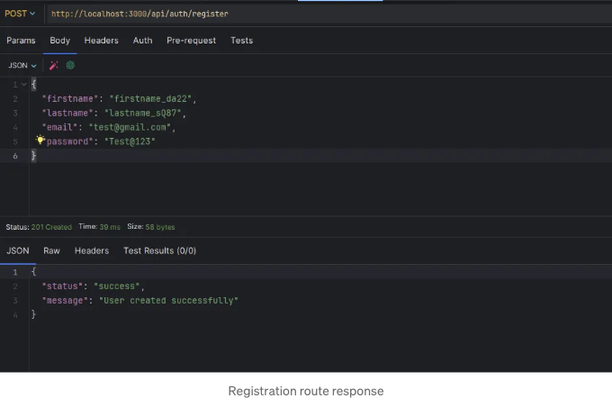 POST http://localhost:3000/api/auth/register
Params Body Headers Auth Pre-request Tests
JSON
1 {
2 "firstname": "firstname_da22",
3 "lastname": "lastname_sQ87",
4 "email": "test@gmail.com",
5 "password": "Test@123"
6 }
Status: 201 Created Time: 39 ms Size: 58 bytes
JSON Raw Headers Test Results (0/0)
1 {
2 "status": "success",
3 "message": "User created successfully"
4 }
Registration route response